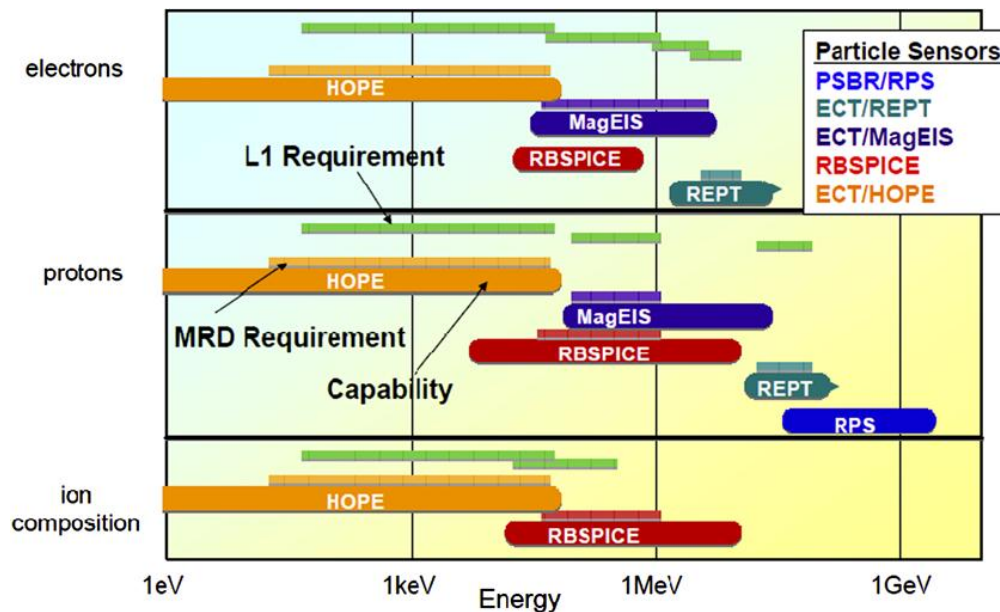 electrons
HOPE
MagEIS
RBSPICE
REPT
L1 Requirement
Particle Sensors
PSBR/RPS
ECT/REPT
ECT/MagEIS
RBSPICE
ECT/HOPE
protons
HOPE
MagEIS
MRD Requirement
RBSPICE
Capability
REPT
RPS
ion
composition
HOPE
RBSPICE
1eV 1keV 1MeV 1GeV
Energy